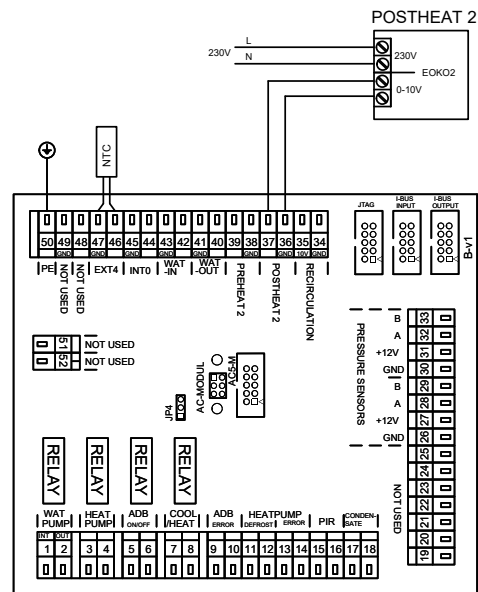 POSTHEAT 2
L
230V
N
230V
EOKO2
0-10V
NTC
JTAG
I-BUS INPUT
I-BUS OUTPUT
B-v1
50 49 48 47 46 45 44 43 42 41 40 39 38 37 36 35 34
GND GND GND GND GND GND GND 10V GND
PE
NOT USED
NOT USED
EXT4
INT0
WAT -IN
WAT -OUT
PREHEAT 2
POSTHEAT 2
RECIRCULATION
51 NOT USED
52 NOT USED
JP4
AC-MODUL
AC5-M
PRESSURE SENSORS
B 33
A 32
+12V 31
GND 30
B 29
A 28
+12V 27
GND 26
25
24
23
22
21
20
19
NOT USED
RELAY RELAY RELAY RELAY
WAT PUMP
HEAT PUMP
ADB ON/OFF
COOL /HEAT
ADB ERROR
HEATPUMP
DEFROST ERROR
PIR
CONDEN- SATE
INT OUT
1 2 3 4 5 6 7 8 9 10 11 12 13 14 15 16 17 18